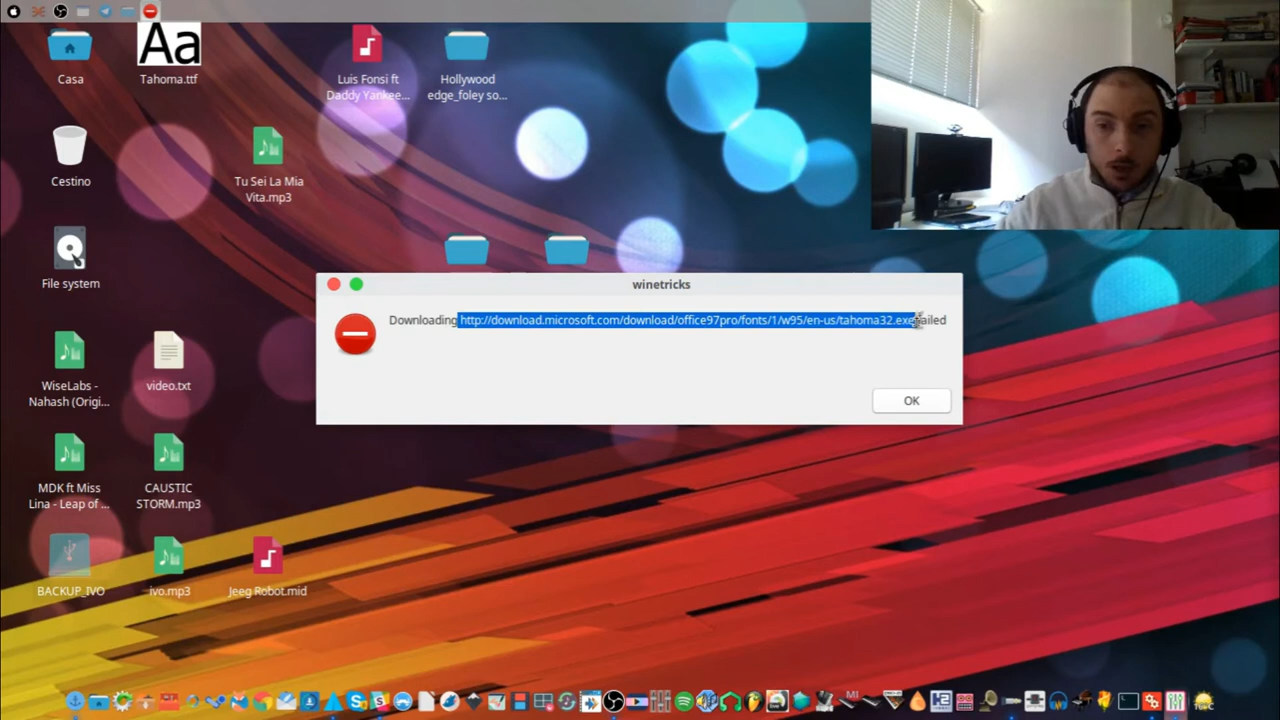 Casa
Aa
Tahoma.ttf
Luis Fonsi ft
Daddy Yankee...
Hollywood
edge_foley so...
Cestino
Tu Sei La Mia
Vita.mp3
File system
winetricks
Downloading http://download.microsoft.com/download/office97pro/fonts/1/w95/en-us/tahoma32.exe failed
OK
WiseLabs -
Nahash (Origi...
video.txt
MDK ft Miss
Lina - Leap of ...
CAUSTIC
STORM.mp3
BACKUP_IVO
ivo.mp3
Jeeg Robot.mid